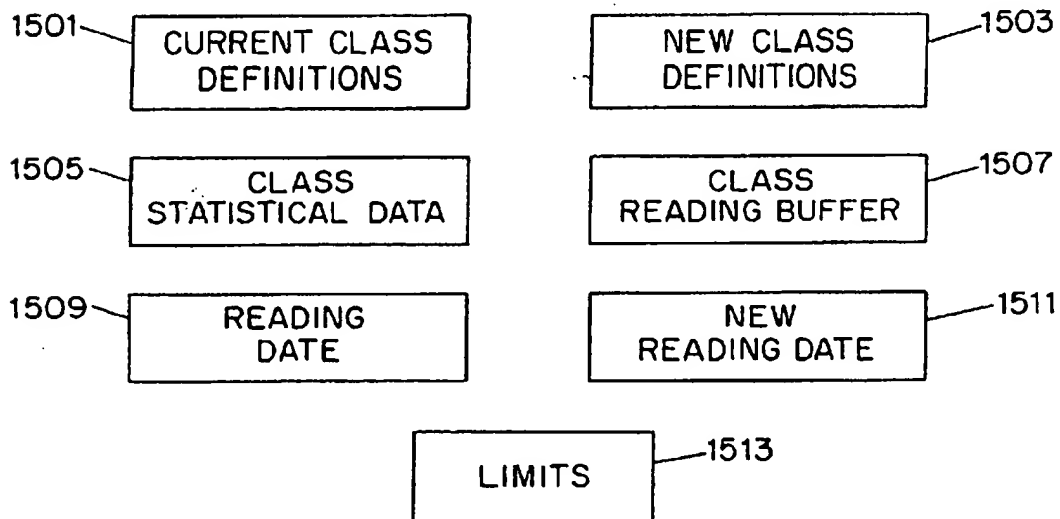 1501
CURRENT CLASS
DEFINITIONS
NEW CLASS
DEFINITIONS
1503
1505
CLASS
STATISTICAL DATA
CLASS
READING BUFFER
1507
1509
READING
DATE
NEW
READING DATE
1511
LIMITS
1513